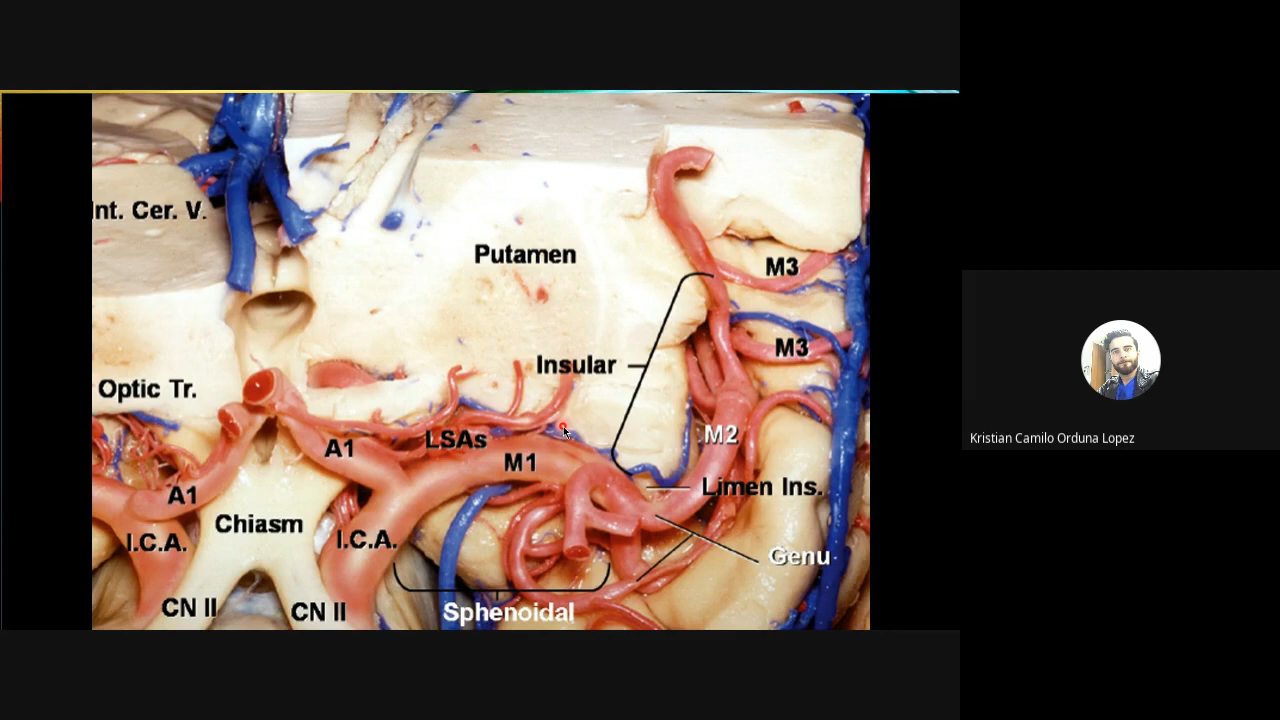 Int. Cer. V.
Putamen
M3
M3
Insular
Optic Tr.
M2
A1
LSAs
M1
Limen Ins.
A1
Chiasm
I.C.A.
I.C.A.
Genu
CN II
CN II
Sphenoidal
Kristian Camilo Orduna Lopez